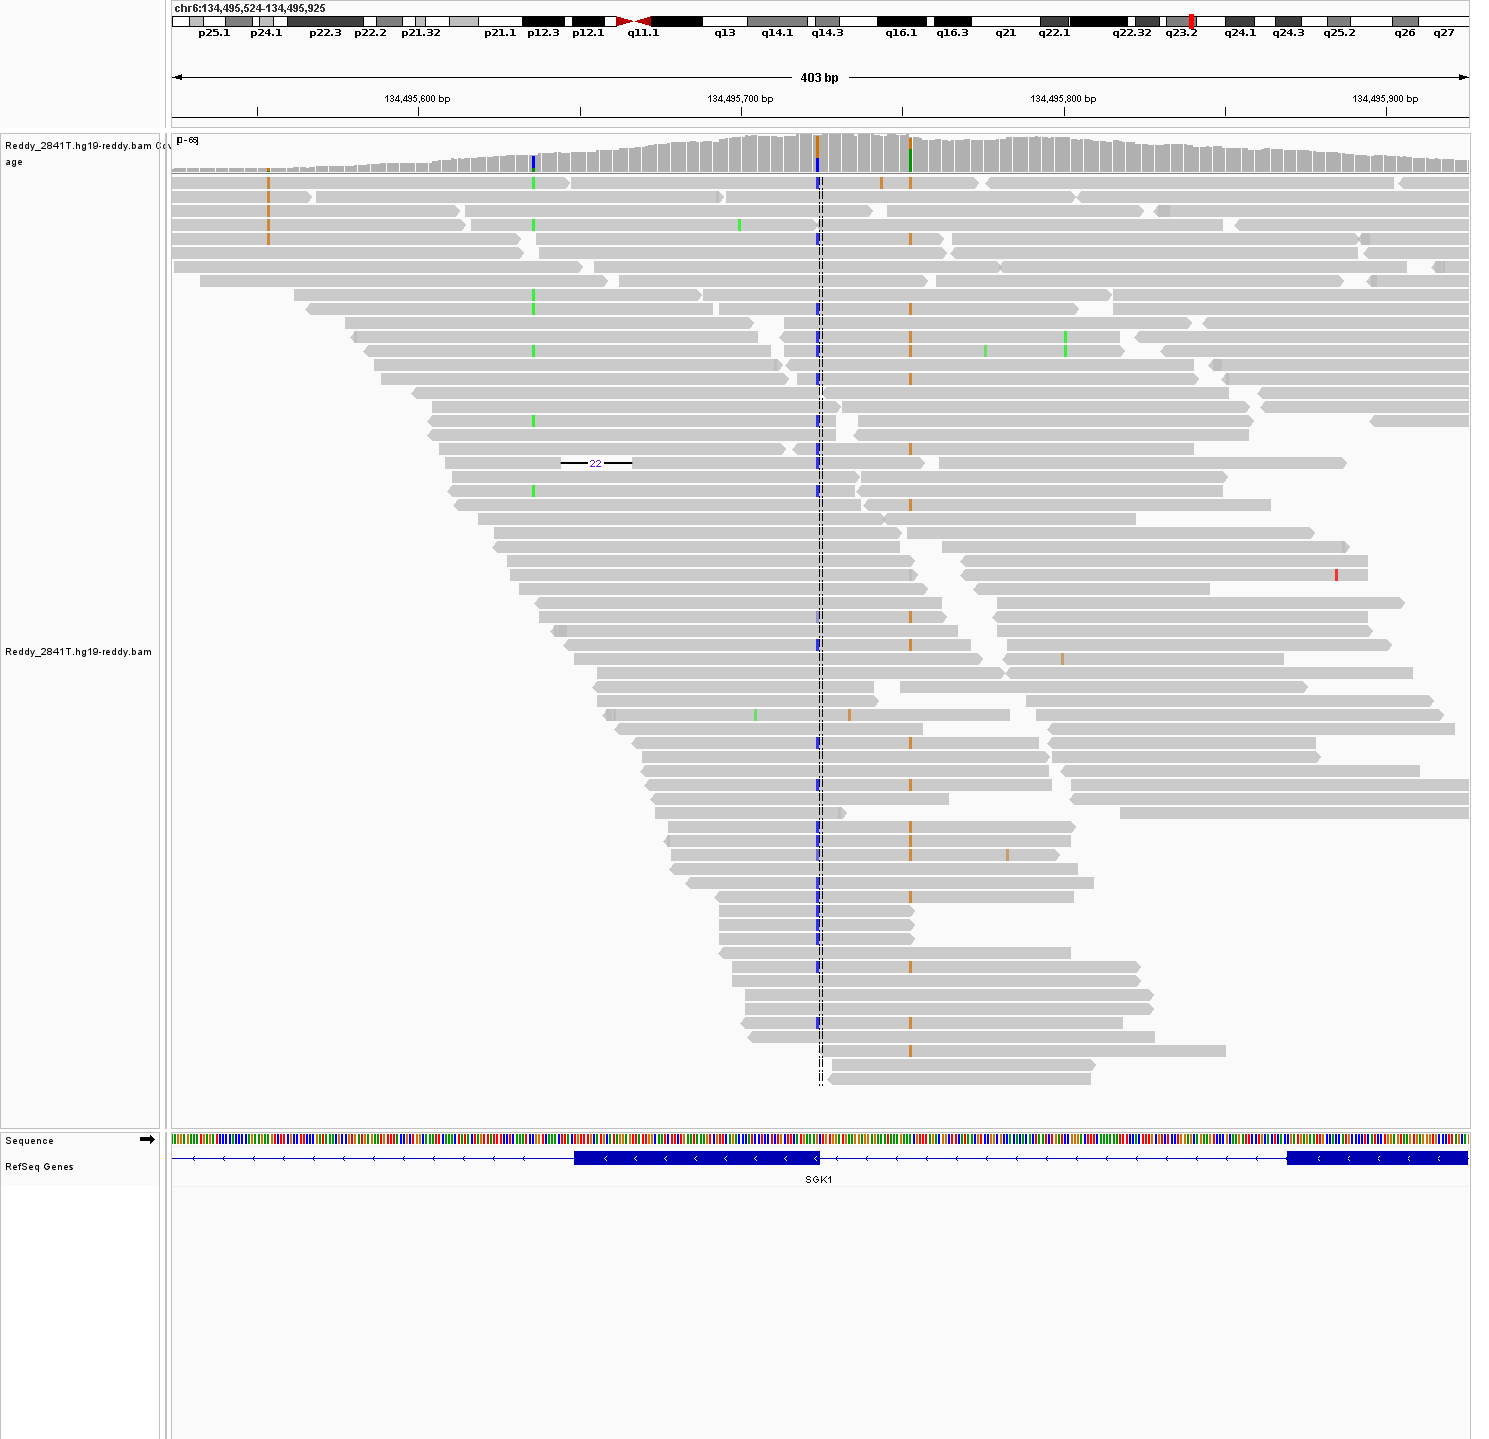 chr6:134,495,524-134,495,925
p25.1 p24.1 p22.3 p22.2 p21.32 p21.1 p12.3 p12.1 q11.1 q13 q14.1 q14.3 q16.1 q16.3 q21 q22.1 q22.32 q23.2 q24.1 q24.3 q25.2 q26 q27
403 bp
134,495,600 bp 134,495,700 bp 134,495,800 bp 134,495,900 bp
Reddy_2841T.hg19-reddy.bam Cov
age
22
Reddy_2841T.hg19-reddy.bam
Sequence
RefSeq Genes
SGK1